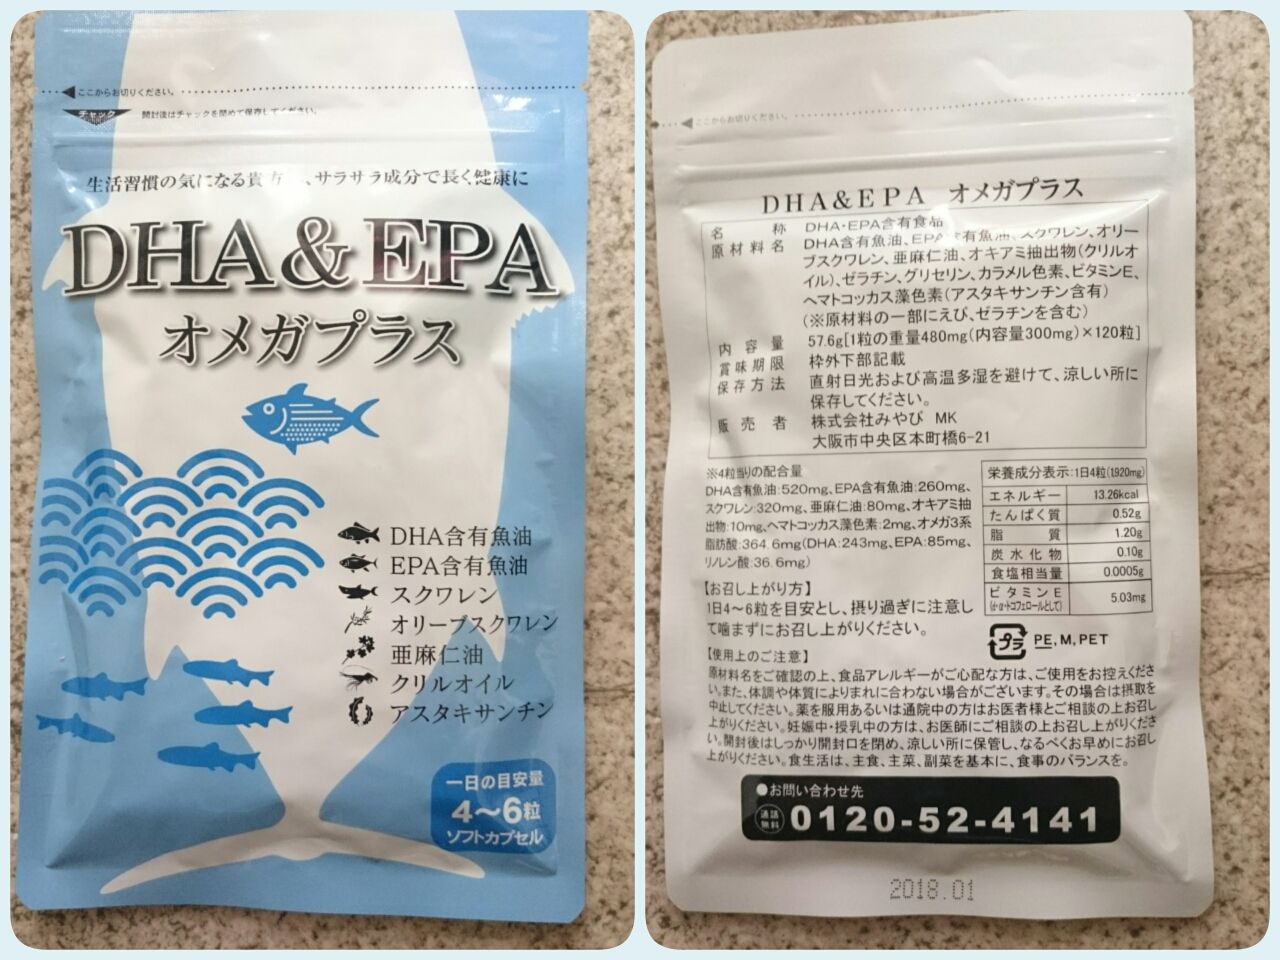 ここからお切りください。
チャック
開封後はチャックを閉めて保存してください。
生活習慣の気になる貴方 、サラサラ成分で長く健康に
DHA&EPA
オメガプラス
DHA含有魚油
EPA含有魚油
スクワレン
オリーブスクワレン
亜麻仁油
クリルオイル
アスタキサンチン
一日の目安量
4〜6粒
ソフトカプセル
ここからお切りください。
DHA&EPA オメガプラス
名称 DHA・EPA含有食品
原材料名 DHA含有魚油、EPA含有魚油、スクワレン、オリー
ブスクワレン、亜麻仁油、オキアミ抽出物(クリルオ
イル)、ゼラチン、グリセリン、カラメル色素、ビタミンE、
ヘマトコッカス藻色素(アスタキサンチン含有)
(※原材料の一部にえび、ゼラチンを含む)
内容量 57.6g[1粒の重量480mg(内容量300mg)×120粒]
賞味期限 枠外下部記載
保存方法 直射日光および高温多湿を避けて、涼しい所に
保存してください。
販売者 株式会社みやび MK
大阪市中央区本町橋6-21
※4粒当りの配合量
DHA含有魚油:520mg、EPA含有魚油:260mg、
スクワレン:320mg、亜麻仁油:80mg、オキアミ抽
出物:10mg、ヘマトコッカス藻色素:2mg、オメガ3系
脂肪酸:364.6mg(DHA:243mg、EPA:85mg、
リノレン酸:36.6mg)
栄養成分表示:1日4粒(1,920mg)
エネルギー 13.26kcal
たんぱく質 0.52g
脂質 1.20g
炭水化物 0.10g
食塩相当量 0.0005g
ビタミンE 5.03mg
(d-α-トコフェロールとして)
【お召し上がり方】
1日4〜6粒を目安とし、摂り過ぎに注意し
て噛まずにお召し上がりください。
プラ
PE, M, PET
【使用上のご注意】
原材料名をご確認の上、食品アレルギーがご心配な方は、ご使用をお控えくださ
い。また、体調や体質によりまれに合わない場合がございます。その場合は摂取を
中止してください。薬を服用あるいは通院中の方はお医者様とご相談の上お召し
上がりください。妊娠中・授乳中の方は、お医師にご相談の上お召し上がりくださ
い。開封後はしっかり開封口を閉め、涼しい所に保管し、なるべくお早めにお召し
上がりください。食生活は、主食、主菜、副菜を基本に、食事のバランスを。
●お問い合わせ先
通話無料 0120-52-4141
2018.01